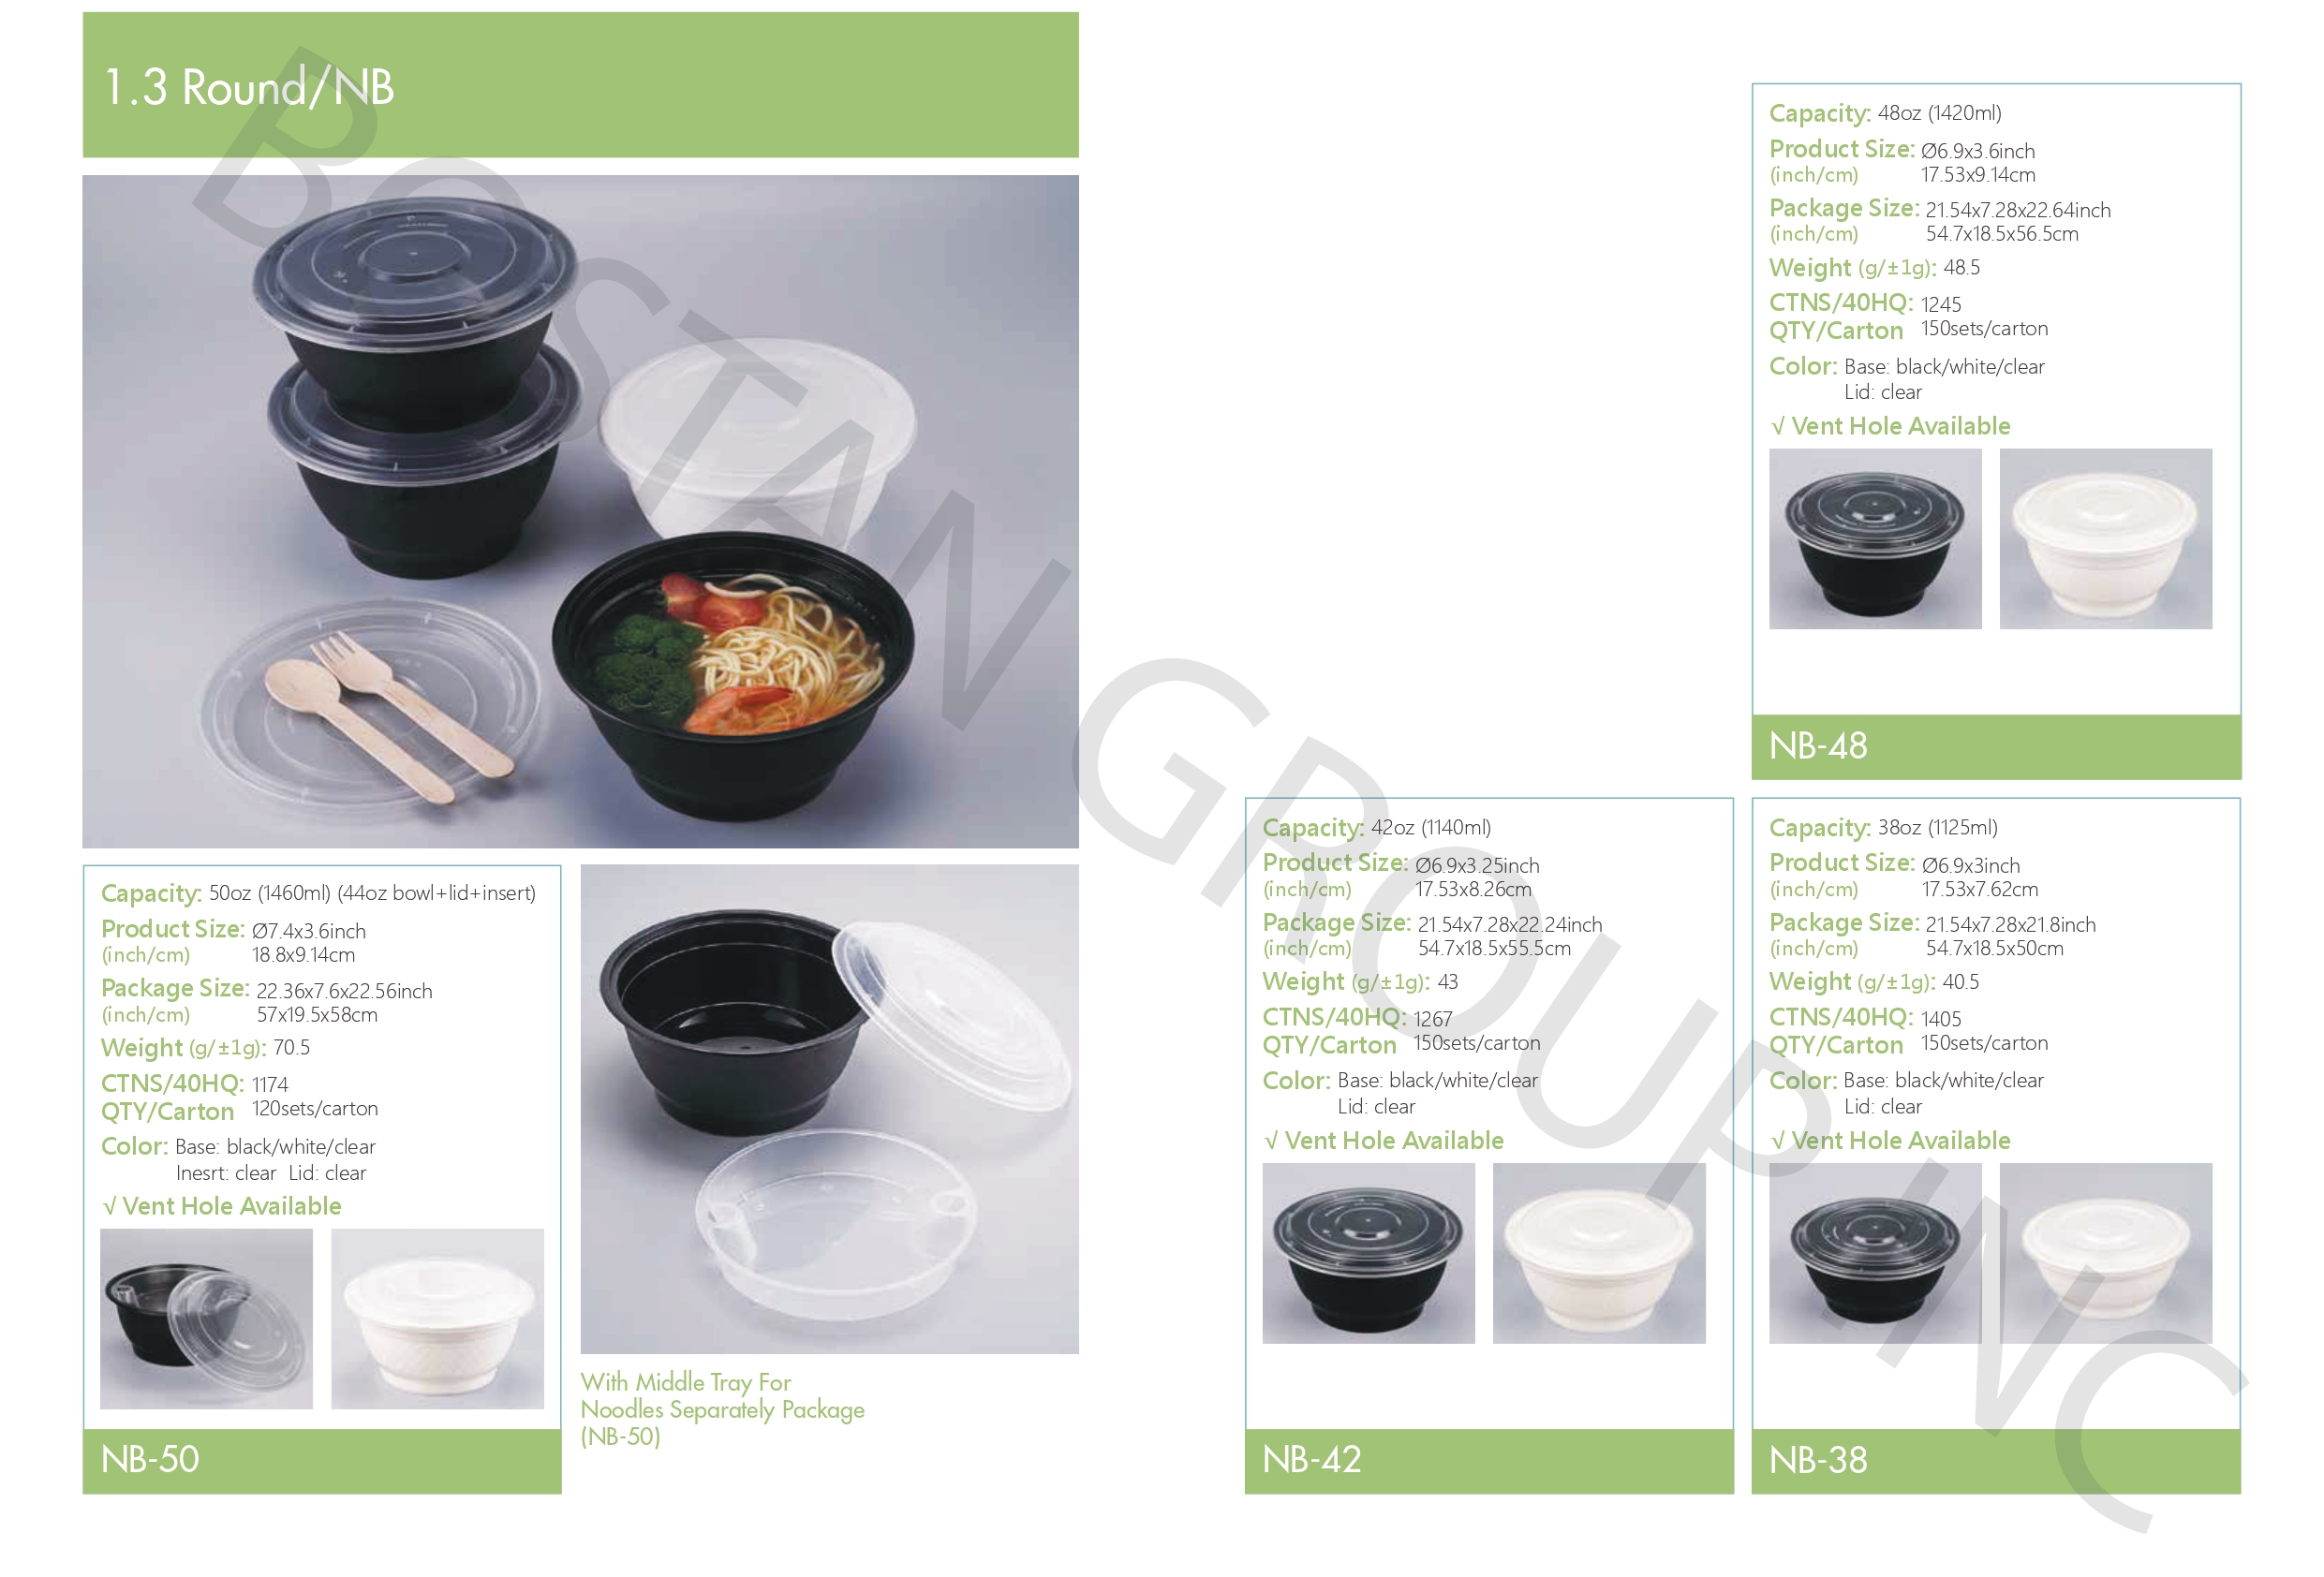 1.3 Round/NB
Capacity: 50oz (1460ml) (44oz bowl+lid+insert)
Product Size: Ø7.4x3.6inch
(inch/cm) 18.8x9.14cm
Package Size: 22.36x7.6x22.56inch
(inch/cm) 57x19.5x58cm
Weight (g/±1g): 70.5
CTNS/40HQ: 1174
QTY/Carton 120sets/carton
Color: Base: black/white/clear
Inesrt: clear Lid: clear
√ Vent Hole Available
NB-50
With Middle Tray For
Noodles Separately Package
(NB-50)
Capacity: 48oz (1420ml)
Product Size: Ø6.9x3.6inch
(inch/cm) 17.53x9.14cm
Package Size: 21.54x7.28x22.64inch
(inch/cm) 54.7x18.5x56.5cm
Weight (g/±1g): 48.5
CTNS/40HQ: 1245
QTY/Carton 150sets/carton
Color: Base: black/white/clear
Lid: clear
√ Vent Hole Available
NB-48
Capacity: 42oz (1140ml)
Product Size: Ø6.9x3.25inch
(inch/cm) 17.53x8.26cm
Package Size: 21.54x7.28x22.24inch
(inch/cm) 54.7x18.5x55.5cm
Weight (g/±1g): 43
CTNS/40HQ: 1267
QTY/Carton 150sets/carton
Color: Base: black/white/clear
Lid: clear
√ Vent Hole Available
NB-42
Capacity: 38oz (1125ml)
Product Size: Ø6.9x3inch
(inch/cm) 17.53x7.62cm
Package Size: 21.54x7.28x21.8inch
(inch/cm) 54.7x18.5x50cm
Weight (g/±1g): 40.5
CTNS/40HQ: 1405
QTY/Carton 150sets/carton
Color: Base: black/white/clear
Lid: clear
√ Vent Hole Available
NB-38
BOSTAN GROUP INC